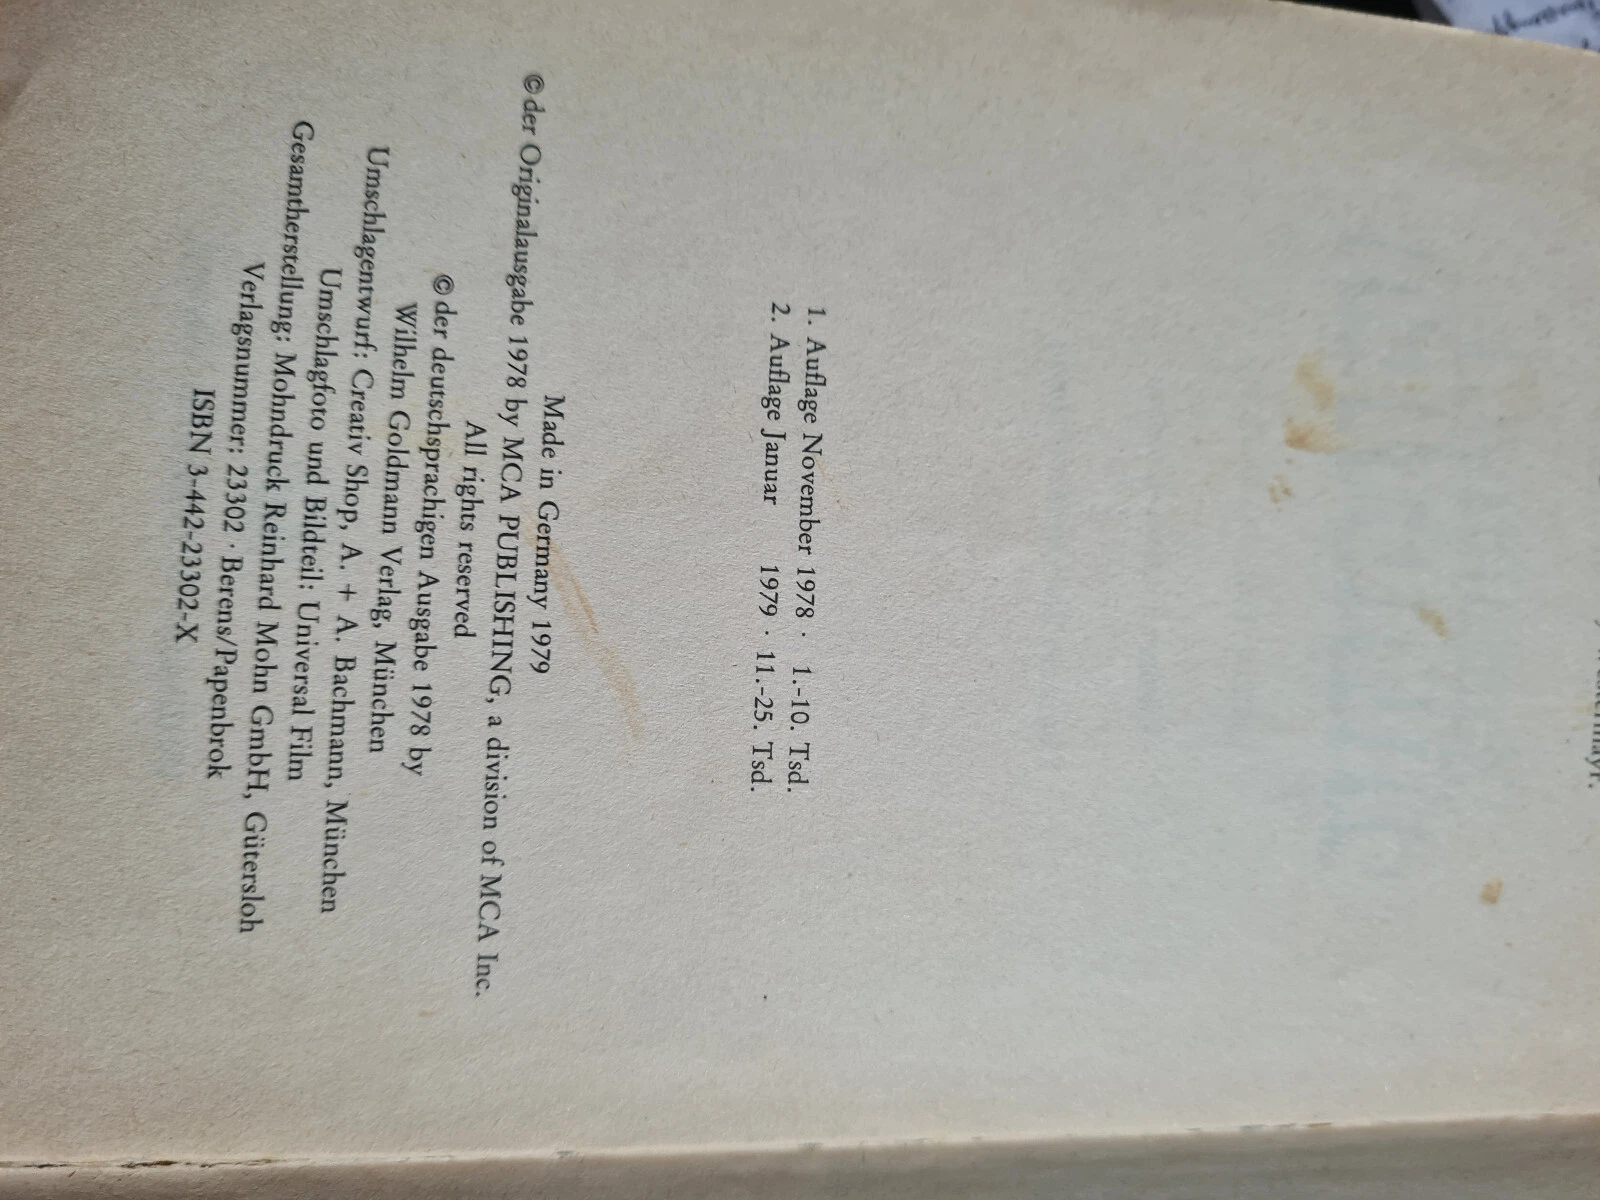 1. Auflage November 1978 · 1.-10. Tsd.
2. Auflage Januar 1979 · 11.-25. Tsd.
Made in Germany 1979
© der Originalausgabe 1978 by MCA PUBLISHING, a division of MCA Inc.
All rights reserved
© der deutschsprachigen Ausgabe 1978 by
Wilhelm Goldmann Verlag, München
Umschlagentwurf: Creativ Shop, A. + A. Bachmann, München
Umschlagfoto und Bildteil: Universal Film
Gesamtherstellung: Mohndruck Reinhard Mohn GmbH, Gütersloh
Verlagsnummer: 23302 · Berens/Papenbrok
ISBN 3-442-23302-X